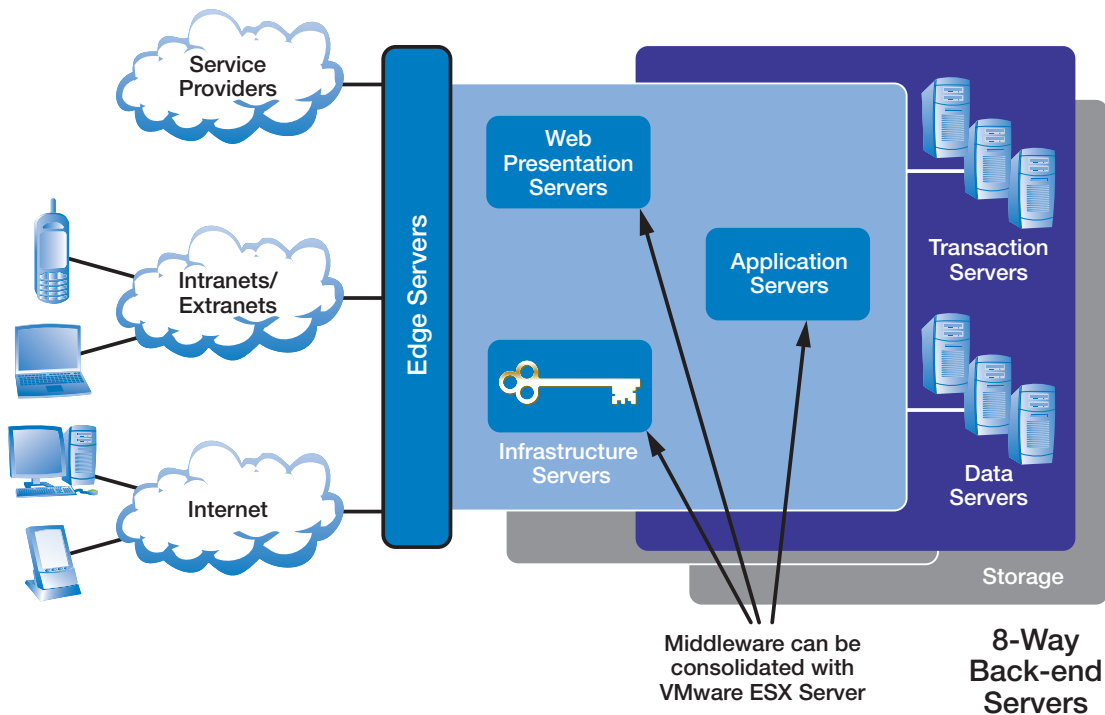 Service
Providers
Intranets/
Extranets
Internet
Edge Servers
Web
Presentation
Servers
Application
Servers
Infrastructure
Servers
Transaction
Servers
Data
Servers
Storage
Middleware can be
consolidated with
VMware ESX Server
8-Way
Back-end
Servers